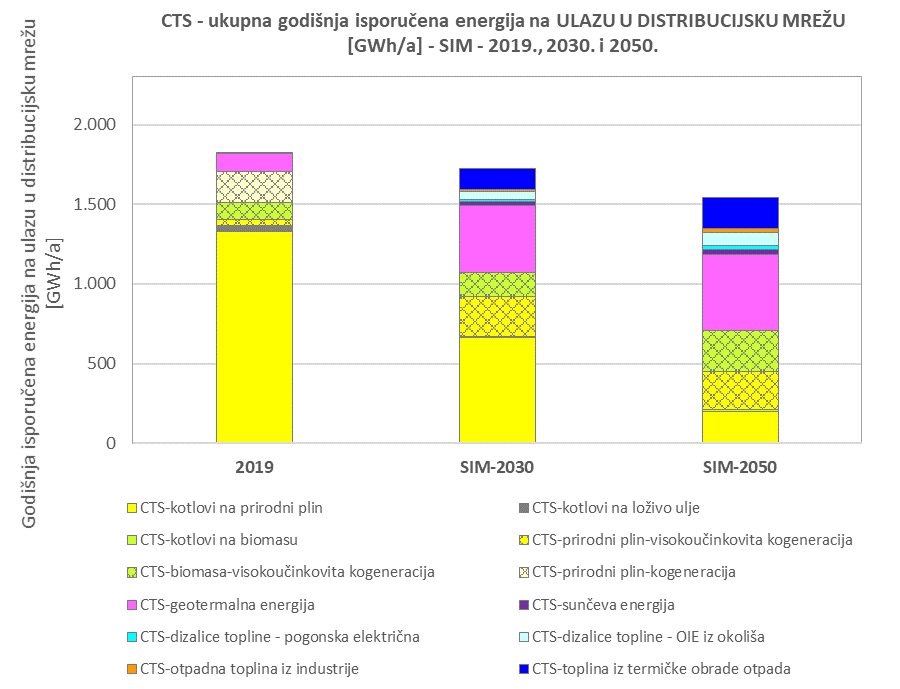 CTS - ukupna godišnja isporučena energija na ULAZU U DISTRIBUCIJSKU MREŽU
[GWh/a] - SIM - 2019., 2030. i 2050.
Godišnja isporučena energija na ulazu u distribucijsku mrežu
[GWh/a]
2.000
1.500
1.000
500
0
2019 SIM-2030 SIM-2050
CTS-kotlovi na prirodni plin CTS-kotlovi na loživo ulje
CTS-kotlovi na biomasu CTS-prirodni plin-visokoučinkovita kogeneracija
CTS-biomasa-visokoučinkovita kogeneracija CTS-prirodni plin-kogeneracija
CTS-geotermalna energija CTS-sunčeva energija
CTS-dizalice topline - pogonska električna CTS-dizalice topline - OIE iz okoliša
CTS-otpadna toplina iz industrije CTS-toplina iz termičke obrade otpada